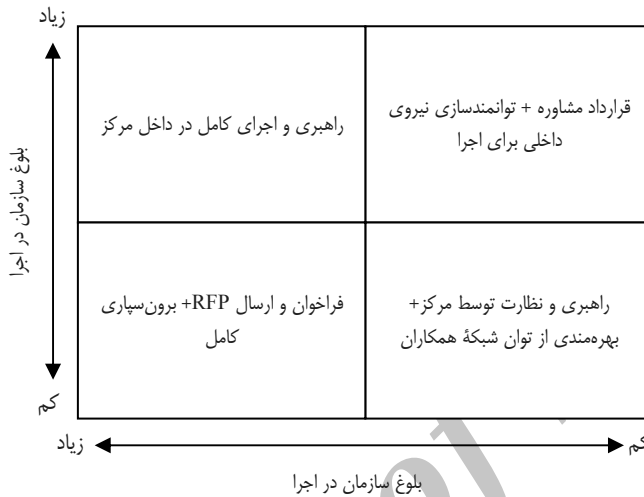 زیاد
قرارداد مشاوره + توانمندسازی نیروی
داخلی برای اجرا
راهبری و اجرای کامل در داخل مرکز
بلوغ سازمان در اجرا
راهبری و نظارت توسط مرکز+
بهره‌مندی از توان شبکۀ همکاران
فراخوان و ارسال RFP+ برون‌سپاری
کامل
کم
کم
زیاد
بلوغ سازمان در اجرا